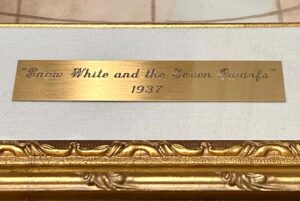 "Snow White and the Seven Dwarfs"
1937